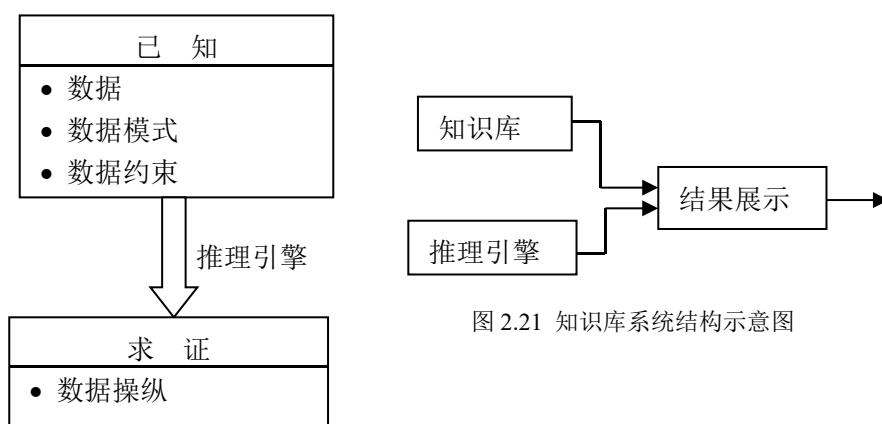 已 知
• 数据
• 数据模式
• 数据约束
推理引擎
求 证
• 数据操纵
知识库
推理引擎
结果展示
图 2.21 知识库系统结构示意图